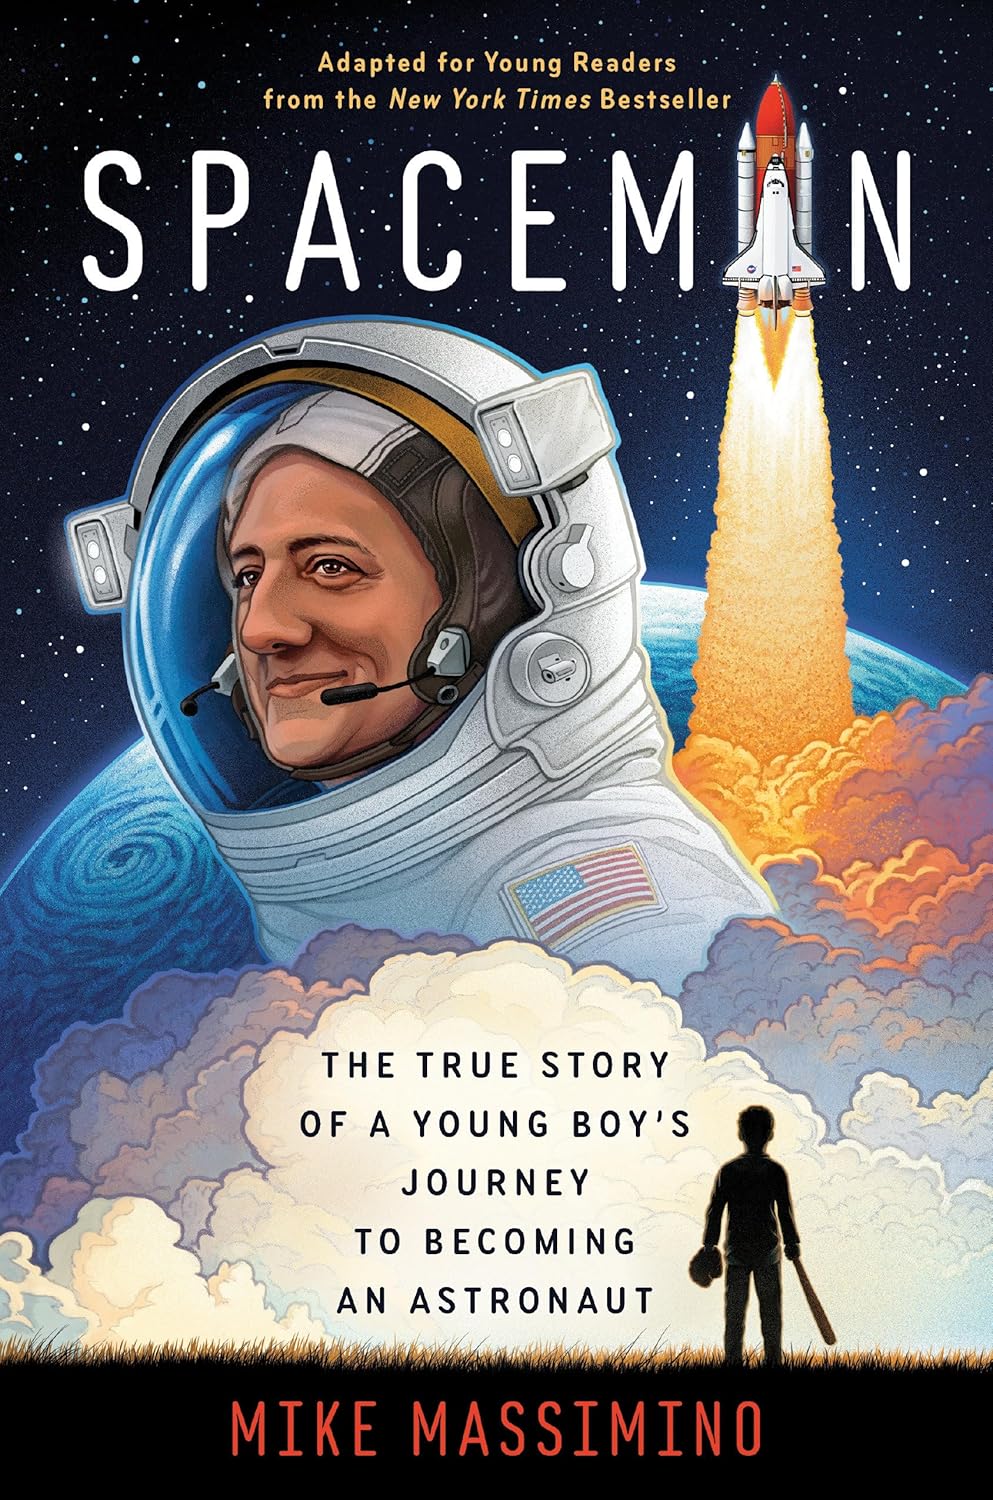 Adapted for Young Readers
from the New York Times Bestseller
SPACEM N
THE TRUE STORY
OF A YOUNG BOY'S
JOURNEY
TO BECOMING
AN ASTRONAUT
MIKE MASSIMINO